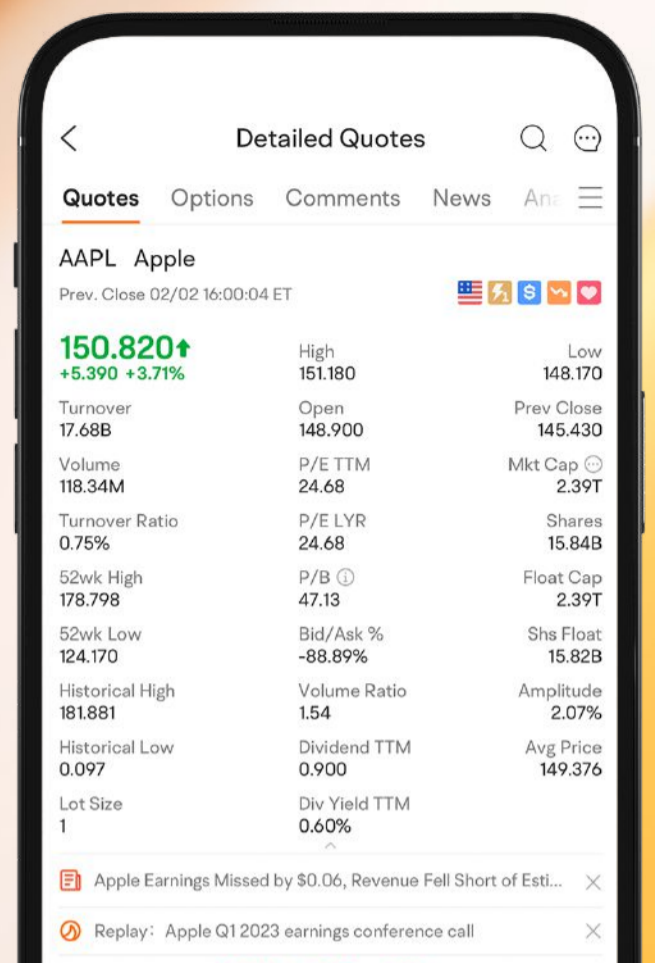 Detailed Quotes
Quotes Options Comments News Ana
AAPL Apple
Prev. Close 02/02 16:00:04 ET
150.820
+5.390 +3.71%
High
151.180
Low
148.170
Turnover
17.68B
Open
148.900
Prev Close
145.430
Volume
118.34M
P/E TTM
24.68
Mkt Cap
2.39T
Turnover Ratio
0.75%
P/E LYR
24.68
Shares
15.84B
52wk High
178.798
P/B
47.13
Float Cap
2.39T
52wk Low
124.170
Bid/Ask %
-88.89%
Shs Float
15.82B
Historical High
181.881
Volume Ratio
1.54
Amplitude
2.07%
Historical Low
0.097
Dividend TTM
0.900
Avg Price
149.376
Lot Size
1
Div Yield TTM
0.60%
Apple Earnings Missed by $0.06, Revenue Fell Short of Esti...
Replay: Apple Q1 2023 earnings conference call